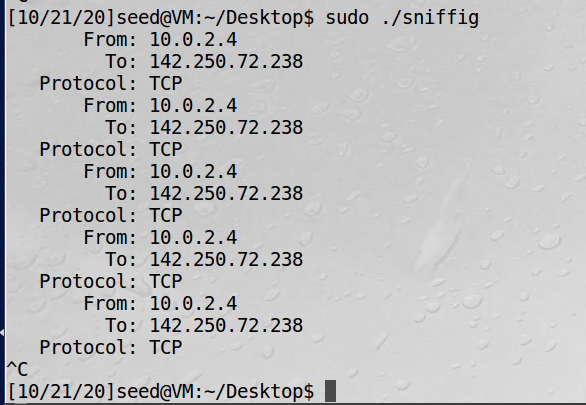 [10/21/20]seed@VM:~/Desktop$ sudo ./sniffig
From: 10.0.2.4
To: 142.250.72.238
Protocol: TCP
From: 10.0.2.4
To: 142.250.72.238
Protocol: TCP
From: 10.0.2.4
To: 142.250.72.238
Protocol: TCP
From: 10.0.2.4
To: 142.250.72.238
Protocol: TCP
From: 10.0.2.4
To: 142.250.72.238
Protocol: TCP
^C
[10/21/20]seed@VM:~/Desktop$